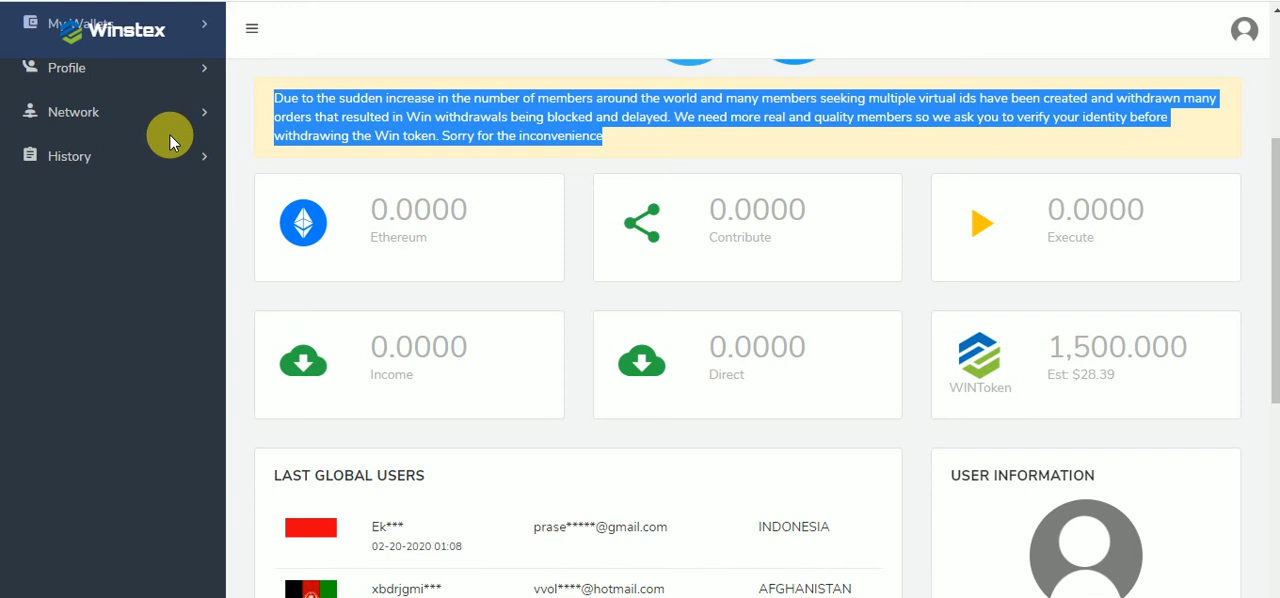 My Wallets
Winstex
Profile
Network
History
Due to the sudden increase in the number of members around the world and many members seeking multiple virtual ids have been created and withdrawn many
orders that resulted in Win withdrawals being blocked and delayed. We need more real and quality members so we ask you to verify your identity before
withdrawing the Win token. Sorry for the inconvenience
0.0000
Ethereum
0.0000
Contribute
0.0000
Execute
0.0000
Income
0.0000
Direct
1,500.000
Est: $28.39
WINToken
LAST GLOBAL USERS
Ek*** prase*****@gmail.com INDONESIA
02-20-2020 01:08
xbdrjgmi*** vvol****@hotmail.com AFGHANISTAN
USER INFORMATION